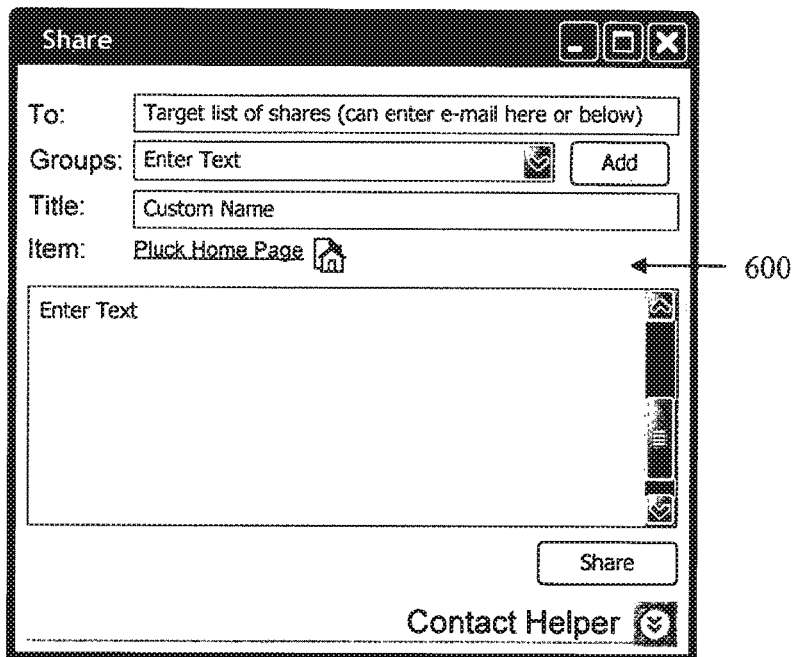 Share
To: Target list of shares (can enter e-mail here or below)
Groups: Enter Text Add
Title: Custom Name
Item: Pluck Home Page
600
Enter Text
Share
Contact Helper